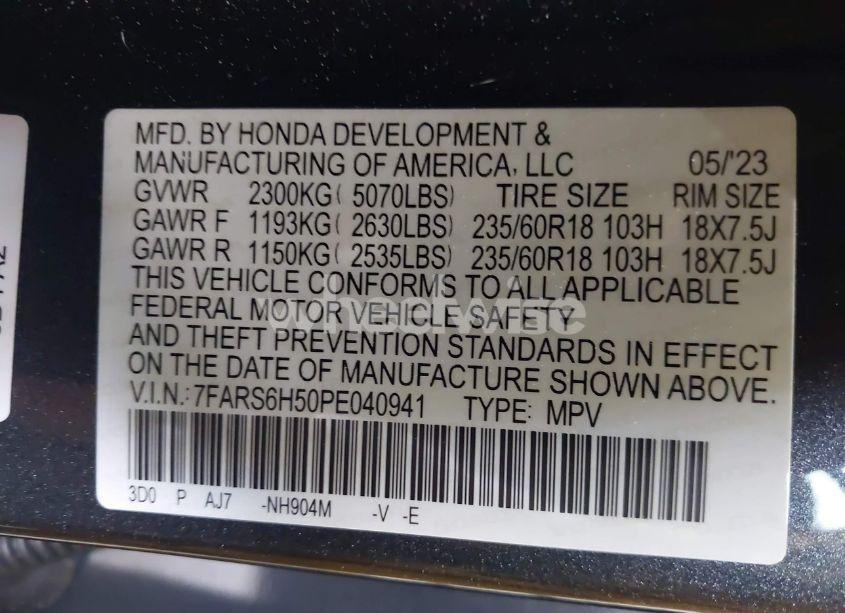 MFD. BY HONDA DEVELOPMENT &
MANUFACTURING OF AMERICA, LLC 05/'23
GVWR 2300KG( 5070LBS) TIRE SIZE RIM SIZE
GAWR F 1193KG( 2630LBS) 235/60R18 103H 18X7.5J
GAWR R 1150KG( 2535LBS) 235/60R18 103H 18X7.5J
THIS VEHICLE CONFORMS TO ALL APPLICABLE
FEDERAL MOTOR VEHICLE SAFETY
AND THEFT PREVENTION STANDARDS IN EFFECT
ON THE DATE OF MANUFACTURE SHOWN ABOVE.
V.I.N.:7FARS6H50PE040941 TYPE: MPV
3D0 P AJ7 -NH904M -V -E
wheelwise